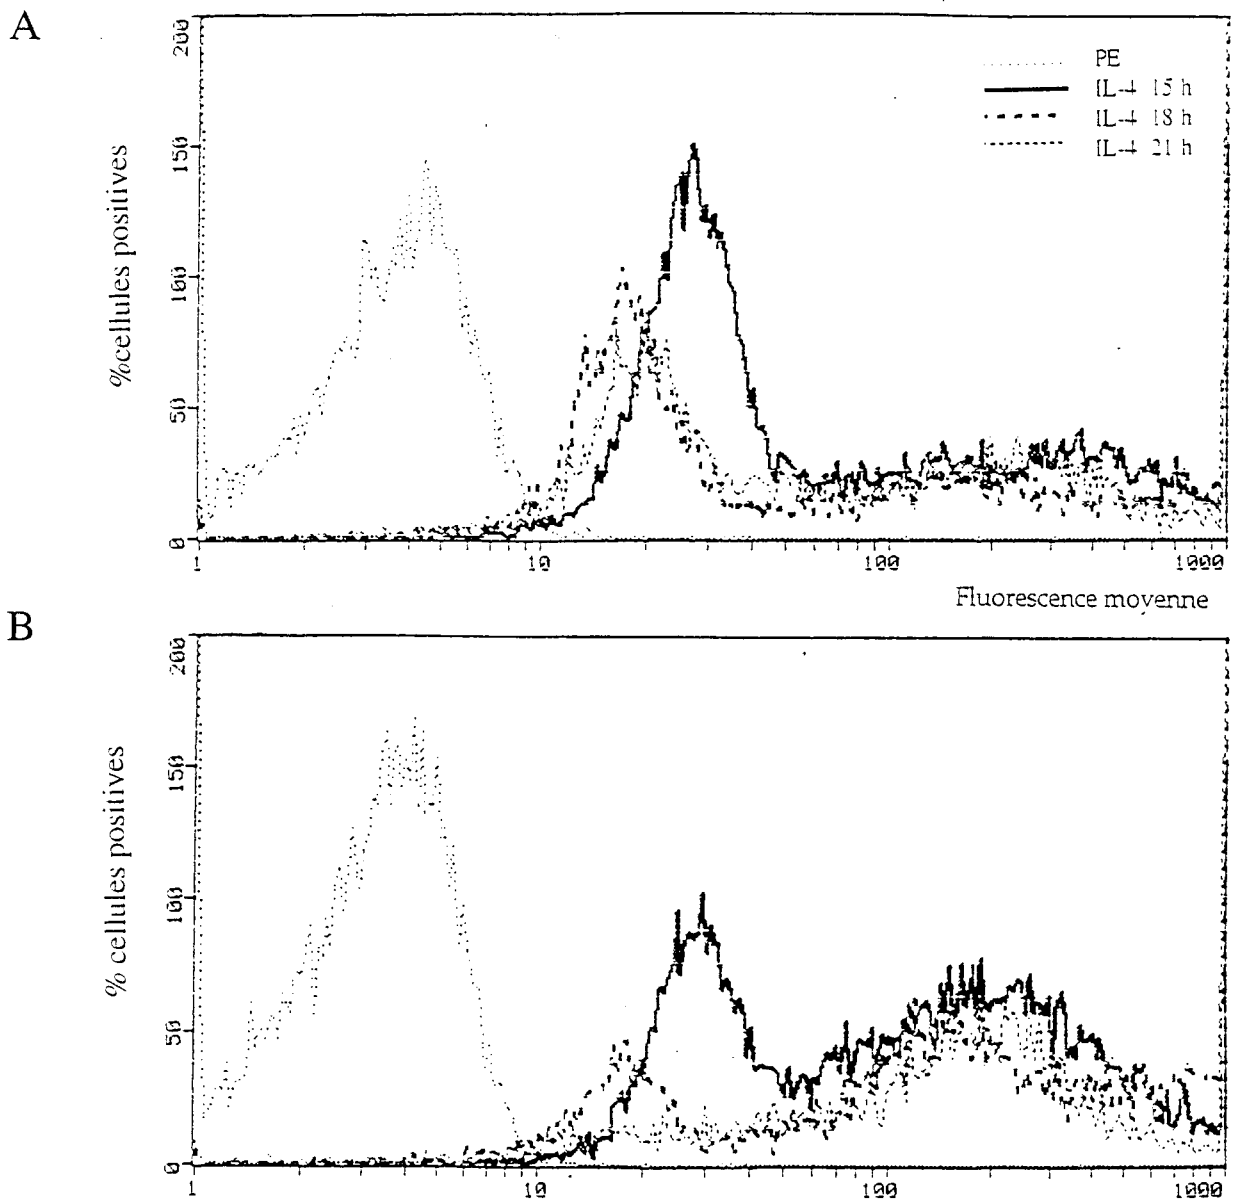 A
200
150
100
50
0
%cellules positives
PE
IL-4 15 h
IL-4 18 h
IL-4 21 h
1 10 100 1000
Fluorescence moyenne
B
200
150
100
50
0
% cellules positives
1 10 100 1000